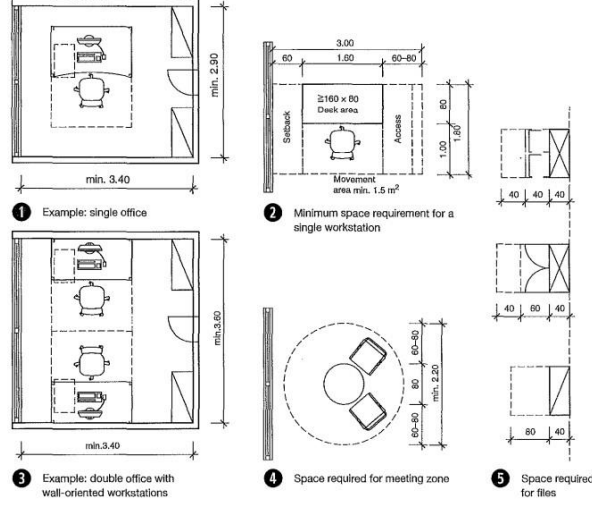 min. 2.90
min. 3.40
1 Example: single office
3.00
60
1.60
60–80
≥160 x 80
Desk area
Setback
Access
80
1.00
1.80
Movement
area min. 1.5 m²
2 Minimum space requirement for a
single workstation
40 40 40
40 60 40
80 40
min.3.60
min.3.40
3 Example: double office with
wall-oriented workstations
60–80
80
60–80
min. 2.20
4 Space required for meeting zone
5 Space required
for files